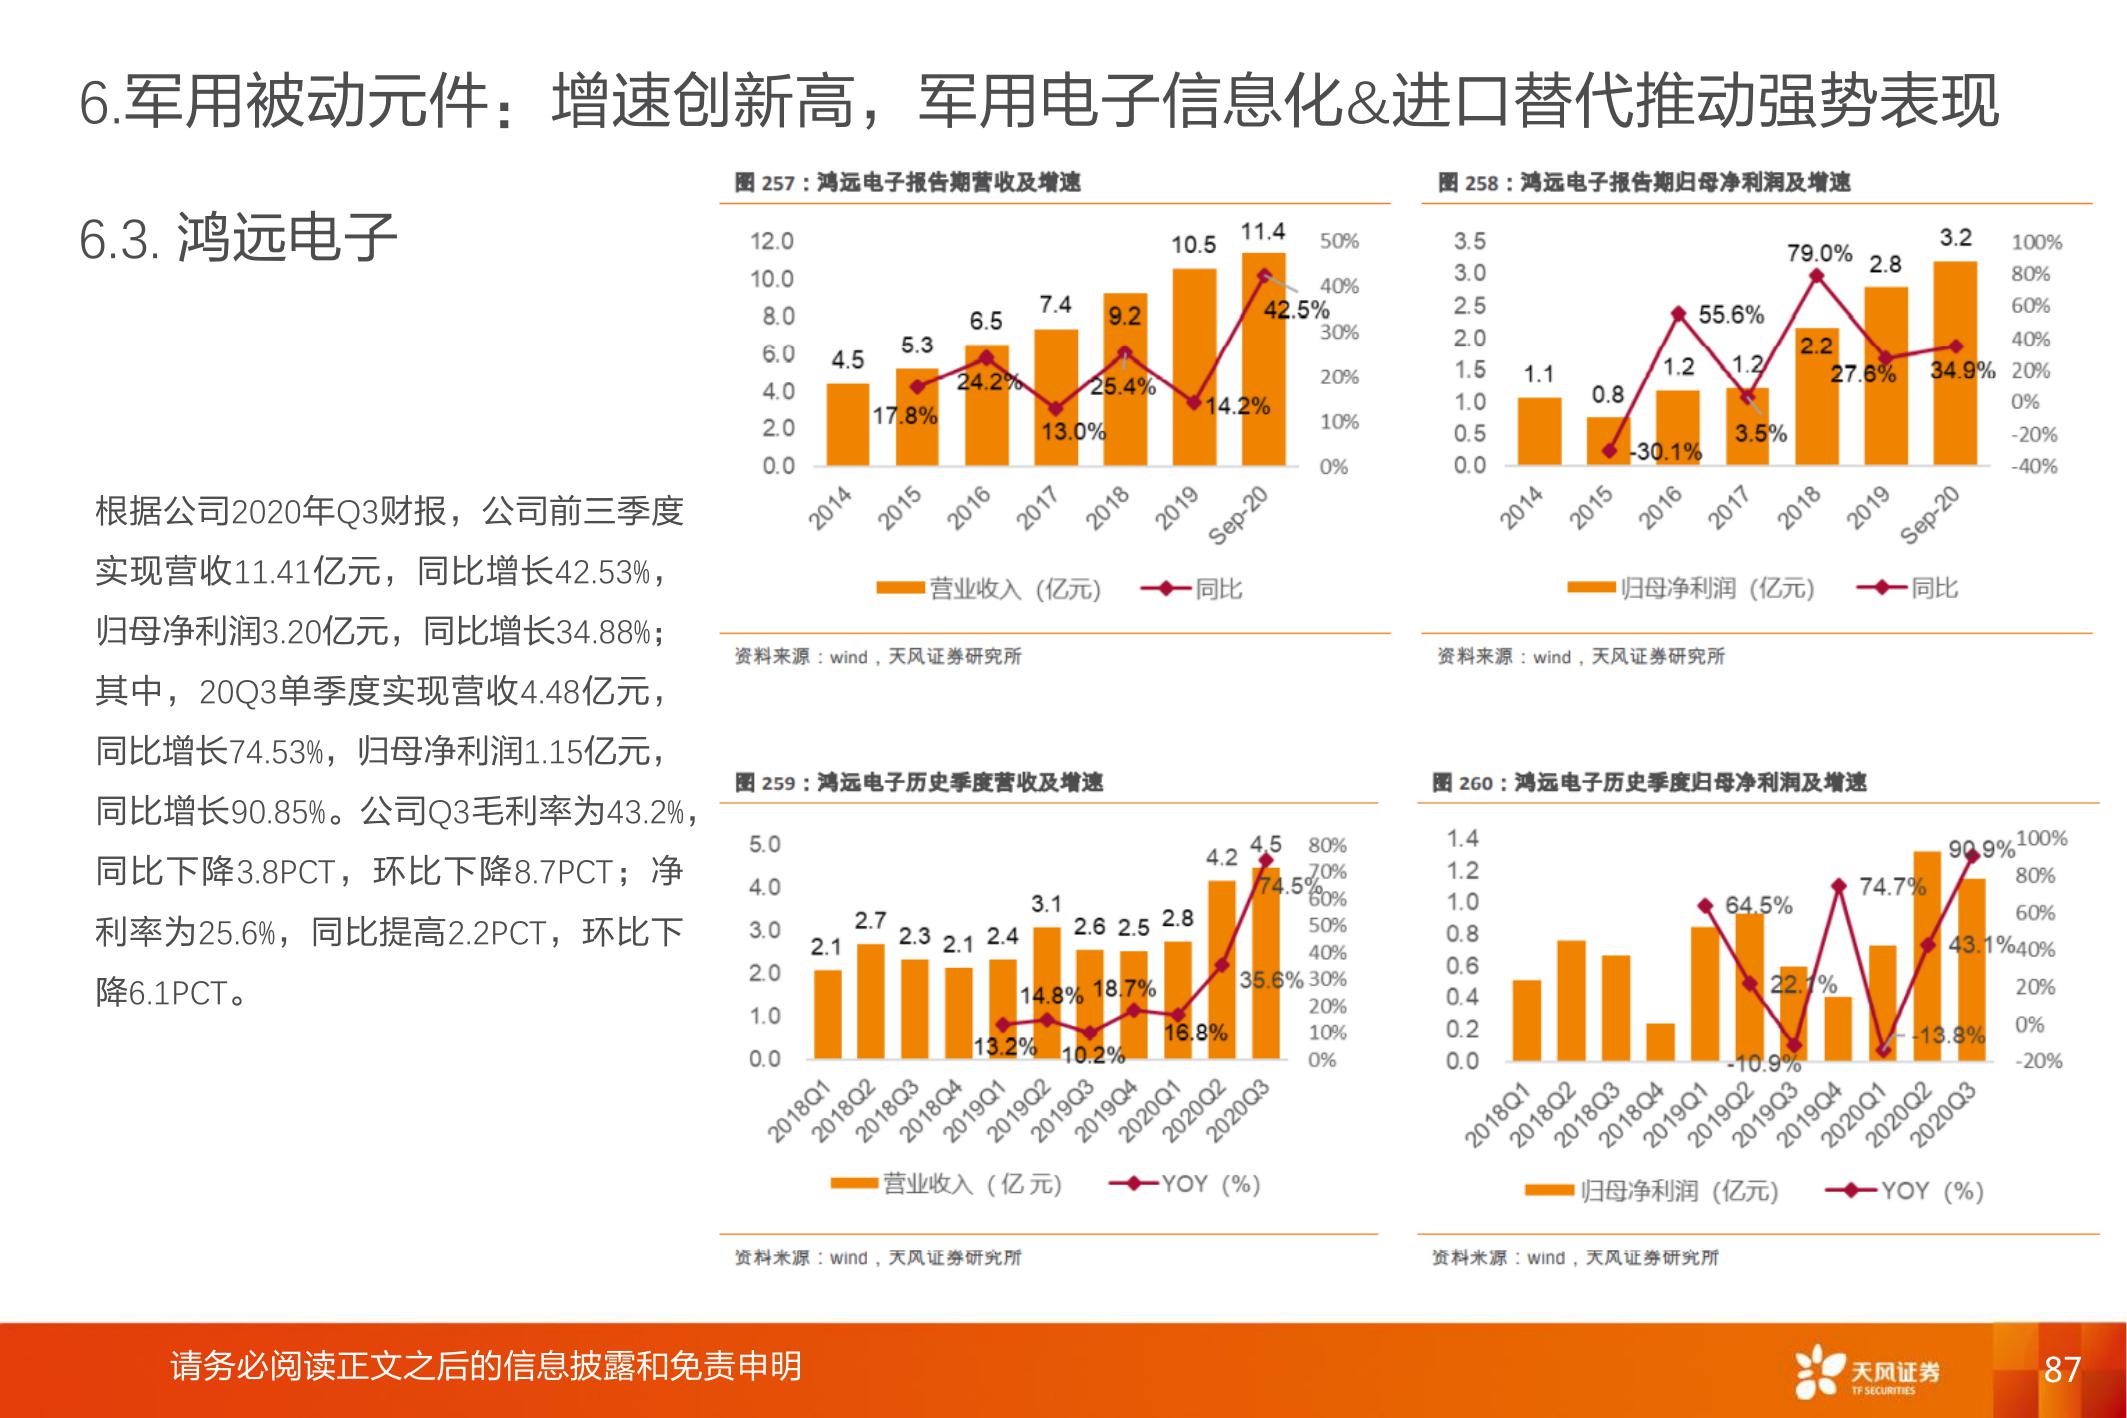 6.军用被动元件：增速创新高，军用电子信息化&进口替代推动强势表现
6.3. 鸿远电子
根据公司2020年Q3财报，公司前三季度
实现营收11.41亿元，同比增长42.53%，
归母净利润3.20亿元，同比增长34.88%；
其中，20Q3单季度实现营收4.48亿元，
同比增长74.53%，归母净利润1.15亿元，
同比增长90.85%。公司Q3毛利率为43.2%，
同比下降3.8PCT，环比下降8.7PCT；净
利率为25.6%，同比提高2.2PCT，环比下
降6.1PCT。
图 257：鸿远电子报告期营收及增速
12.0
10.0
8.0
6.0
4.0
2.0
0.0
4.5
5.3
6.5
7.4
9.2
10.5
11.4
17.8%
24.2%
13.0%
25.4%
14.2%
42.5%
50%
40%
30%
20%
10%
0%
2014
2015
2016
2017
2018
2019
Sep-20
营业收入（亿元） 同比
资料来源：wind，天风证券研究所
图 258：鸿远电子报告期归母净利润及增速
3.5
3.0
2.5
2.0
1.5
1.0
0.5
0.0
1.1
0.8
1.2
1.2
2.2
2.8
3.2
-30.1%
55.6%
3.5%
79.0%
27.6%
34.9%
100%
80%
60%
40%
20%
0%
-20%
-40%
2014
2015
2016
2017
2018
2019
Sep-20
归母净利润（亿元） 同比
资料来源：wind，天风证券研究所
图 259：鸿远电子历史季度营收及增速
5.0
4.0
3.0
2.0
1.0
0.0
2.1
2.7
2.3
2.1
2.4
3.1
2.6
2.5
2.8
4.2
4.5
13.2%
14.8%
10.2%
18.7%
16.8%
35.6%
74.5%
80%
70%
60%
50%
40%
30%
20%
10%
0%
2018Q1
2018Q2
2018Q3
2018Q4
2019Q1
2019Q2
2019Q3
2019Q4
2020Q1
2020Q2
2020Q3
营业收入（亿元） YOY（%）
资料来源：wind，天风证券研究所
图 260：鸿远电子历史季度归母净利润及增速
1.4
1.2
1.0
0.8
0.6
0.4
0.2
0.0
64.5%
22.1%
-10.9%
74.7%
-13.8%
43.1%
90.9%
100%
80%
60%
40%
20%
0%
-20%
2018Q1
2018Q2
2018Q3
2018Q4
2019Q1
2019Q2
2019Q3
2019Q4
2020Q1
2020Q2
2020Q3
归母净利润（亿元） YOY（%）
资料来源：wind，天风证券研究所
请务必阅读正文之后的信息披露和免责申明
天风证券
TF SECURITIES
87